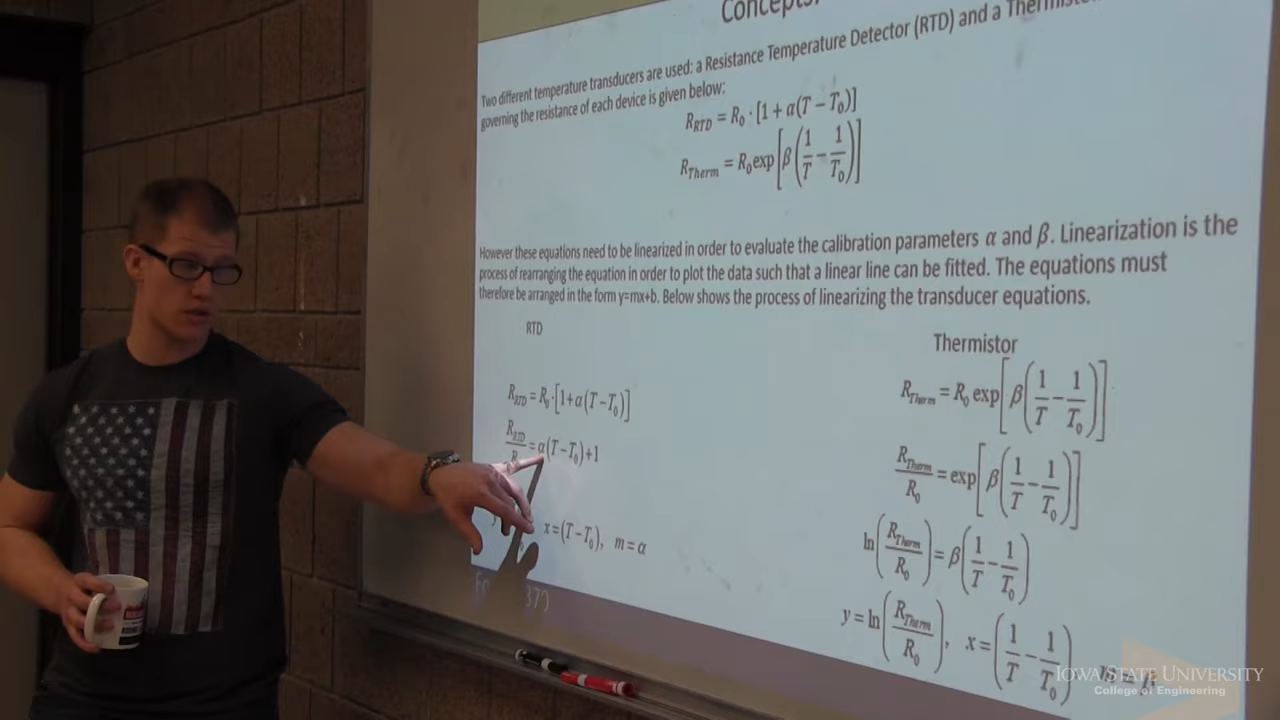 Concepts:
Two different temperature transducers are used: a Resistance Temperature Detector (RTD) and a
governing the resistance of each device is given below:
R_RTD = R_0 · [1 + α(T − T_0)]
R_Therm = R_0 exp[β(1/T − 1/T_0)]
However these equations need to be linearized in order to evaluate the calibration parameters α and β. Linearization is the
process of rearranging the equation in order to plot the data such that a linear line can be fitted. The equations must
therefore be arranged in the form y=mx+b. Below shows the process of linearizing the transducer equations.
RTD
R_RTD = R_0·[1+α(T−T_0)]
R_RTD/R = α(T−T_0)+1
x=(T−T_0), m=α
Thermistor
R_Therm = R_0 exp[β(1/T − 1/T_0)]
R_Therm/R_0 = exp[β(1/T − 1/T_0)]
ln(R_Therm/R_0) = β(1/T − 1/T_0)
y = ln(R_Therm/R_0), x = (1/T − 1/T_0)
IOWA STATE UNIVERSITY
College of Engineering